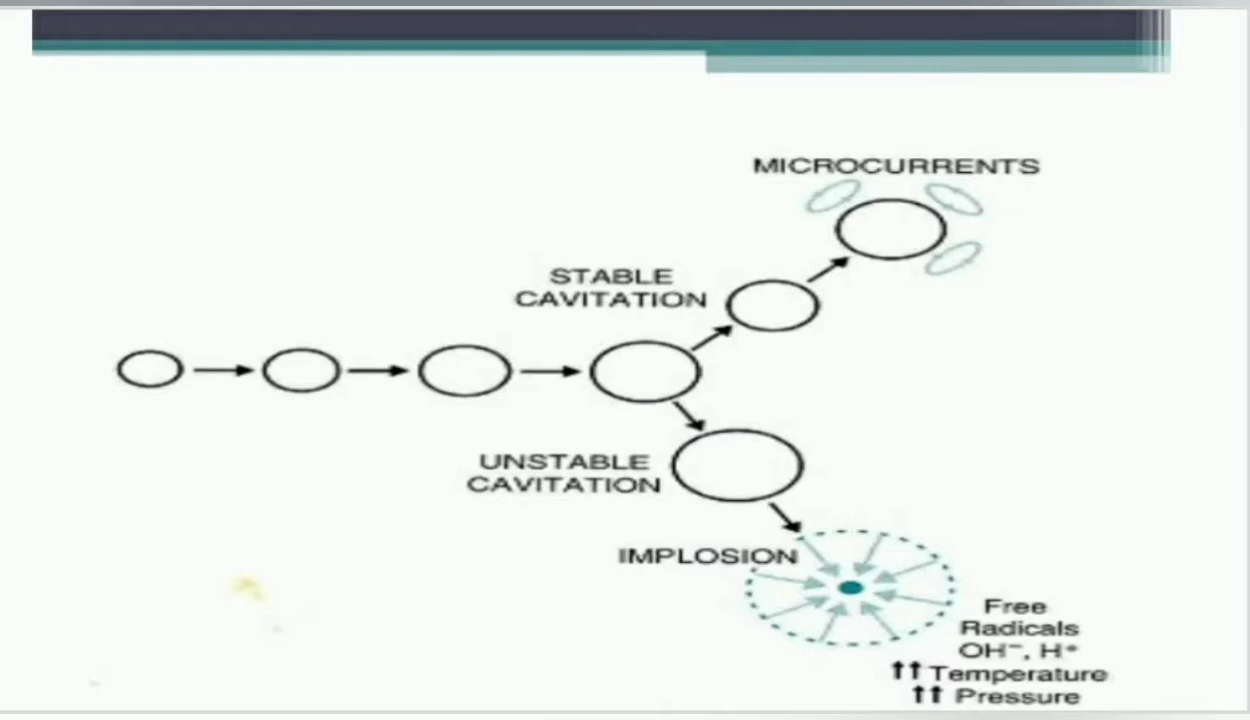 MICROCURRENTS
STABLE
CAVITATION
UNSTABLE
CAVITATION
IMPLOSION
Free
Radicals
OH⁻, H⁺
⬆⬆ Temperature
⬆⬆ Pressure